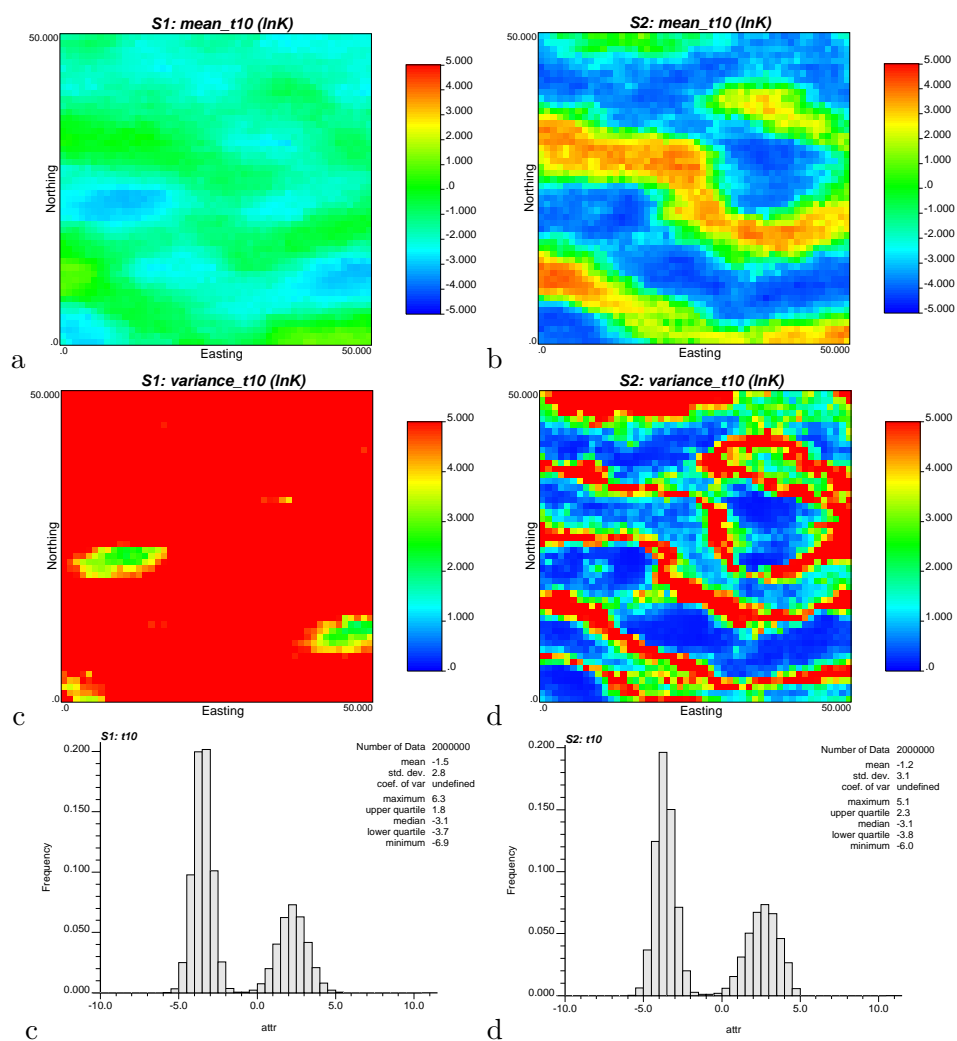 S1: mean_t10 (lnK)
50.000
Northing
.0
.0
Easting
50.000
5.000
4.000
3.000
2.000
1.000
.0
-1.000
-2.000
-3.000
-4.000
-5.000
a
S2: mean_t10 (lnK)
50.000
Northing
.0
.0
Easting
50.000
5.000
4.000
3.000
2.000
1.000
.0
-1.000
-2.000
-3.000
-4.000
-5.000
b
S1: variance_t10 (lnK)
50.000
Northing
.0
.0
Easting
50.000
5.000
4.000
3.000
2.000
1.000
.0
c
S2: variance_t10 (lnK)
50.000
Northing
.0
.0
Easting
50.000
5.000
4.000
3.000
2.000
1.000
.0
d
S1: t10
Number of Data 2000000
mean -1.5
std. dev. 2.8
coef. of var undefined
maximum 6.3
upper quartile 1.8
median -3.1
lower quartile -3.7
minimum -6.9
Frequency
0.200
0.150
0.100
0.050
0.000
-10.0 -5.0 0.0 5.0 10.0
attr
c
S2: t10
Number of Data 2000000
mean -1.2
std. dev. 3.1
coef. of var undefined
maximum 5.1
upper quartile 2.3
median -3.1
lower quartile -3.8
minimum -6.0
Frequency
0.200
0.150
0.100
0.050
0.000
-10.0 -5.0 0.0 5.0 10.0
attr
d